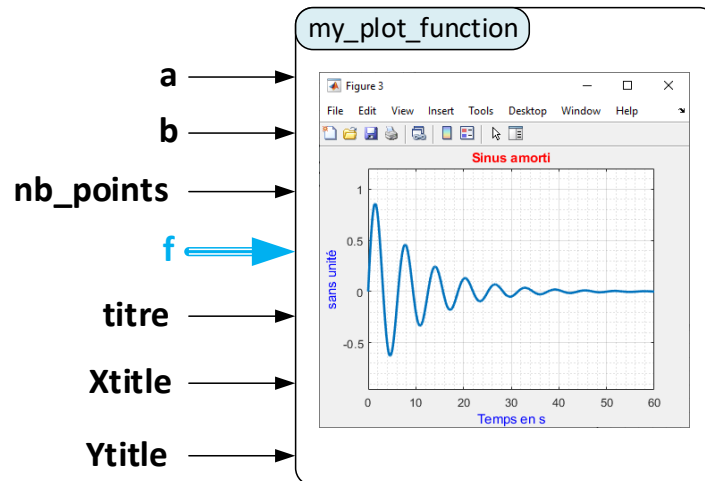 my_plot_function
a
b
nb_points
f
titre
Xtitle
Ytitle
Figure 3
File Edit View Insert Tools Desktop Window Help
Sinus amorti
sans unité
1
0.5
0
-0.5
0 10 20 30 40 50 60
Temps en s